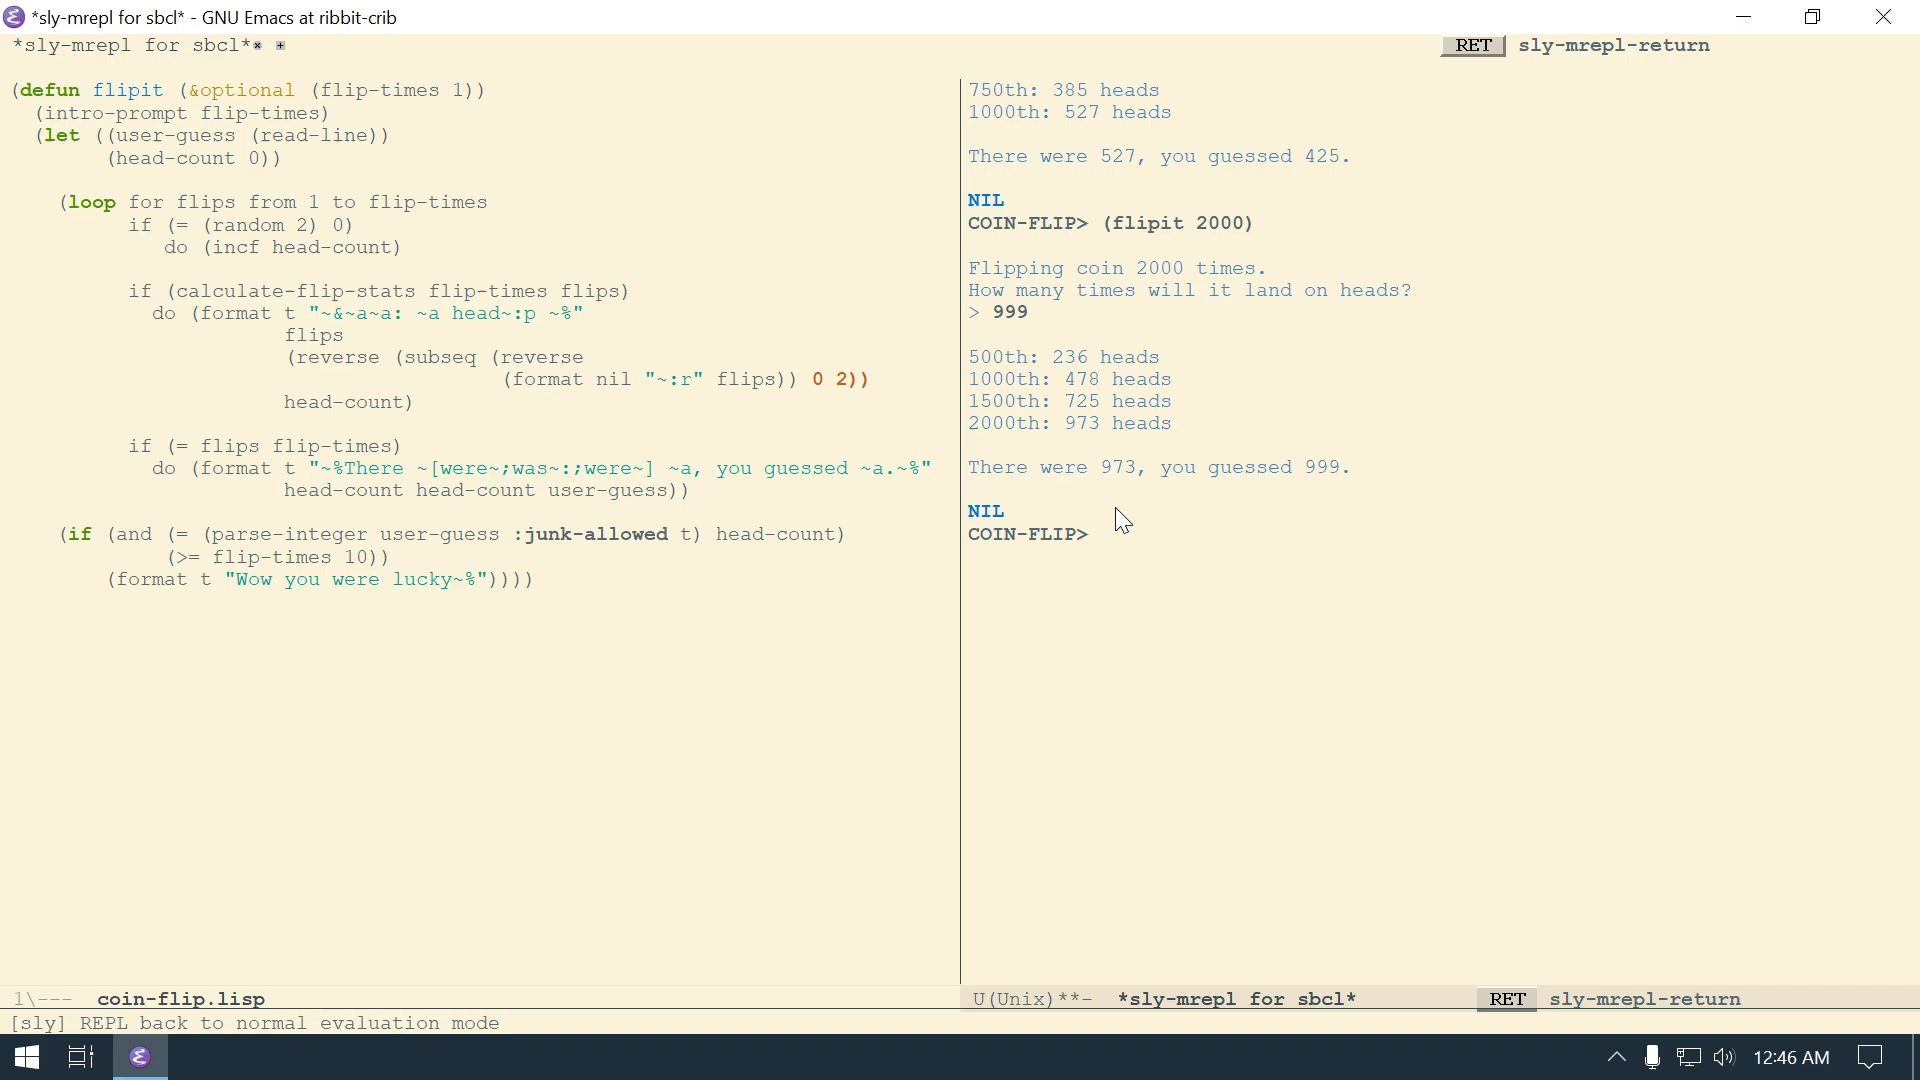 *sly-mrepl for sbcl* - GNU Emacs at ribbit-crib
*sly-mrepl for sbcl*
RET sly-mrepl-return
(defun flipit (&optional (flip-times 1))
  (intro-prompt flip-times)
  (let ((user-guess (read-line))
        (head-count 0))
    (loop for flips from 1 to flip-times
          if (= (random 2) 0)
             do (incf head-count)
          if (calculate-flip-stats flip-times flips)
            do (format t "~&~a~a: ~a head~:p ~%"
                       flips
                       (reverse (subseq (reverse
                                         (format nil "~:r" flips)) 0 2))
                       head-count)
          if (= flips flip-times)
            do (format t "~%There ~[were~;was~:;were~] ~a, you guessed ~a.~%"
                       head-count head-count user-guess))
    (if (and (= (parse-integer user-guess :junk-allowed t) head-count)
             (>= flip-times 10))
        (format t "Wow you were lucky~%"))))
750th: 385 heads
1000th: 527 heads
There were 527, you guessed 425.
NIL
COIN-FLIP> (flipit 2000)
Flipping coin 2000 times.
How many times will it land on heads?
> 999
500th: 236 heads
1000th: 478 heads
1500th: 725 heads
2000th: 973 heads
There were 973, you guessed 999.
NIL
COIN-FLIP>
1\--- coin-flip.lisp
U(Unix)**- *sly-mrepl for sbcl* RET sly-mrepl-return
[sly] REPL back to normal evaluation mode
12:46 AM